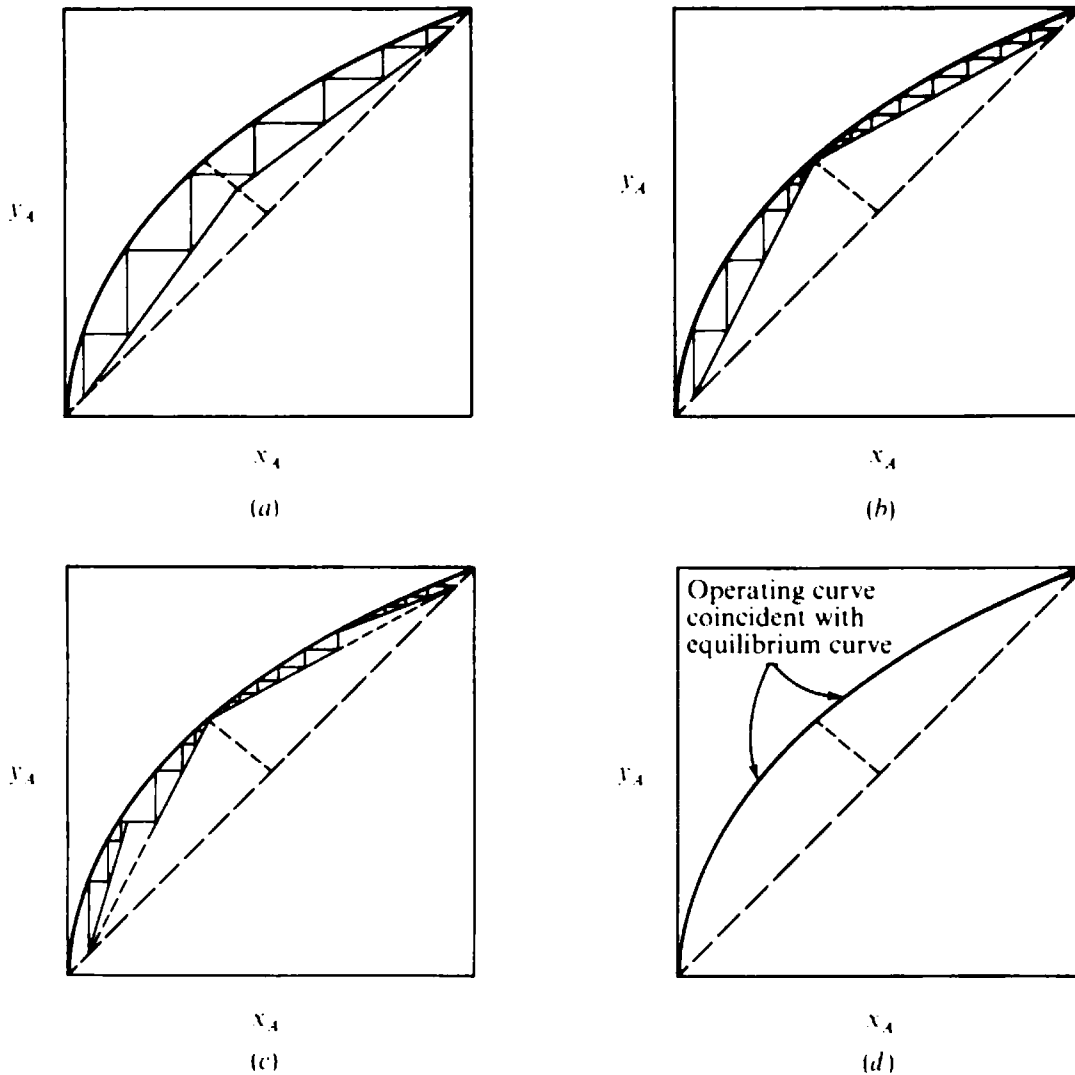 y_A
x_A
(a)
y_A
x_A
(b)
y_A
x_A
(c)
Operating curve
coincident with
equilibrium curve
y_A
x_A
(d)